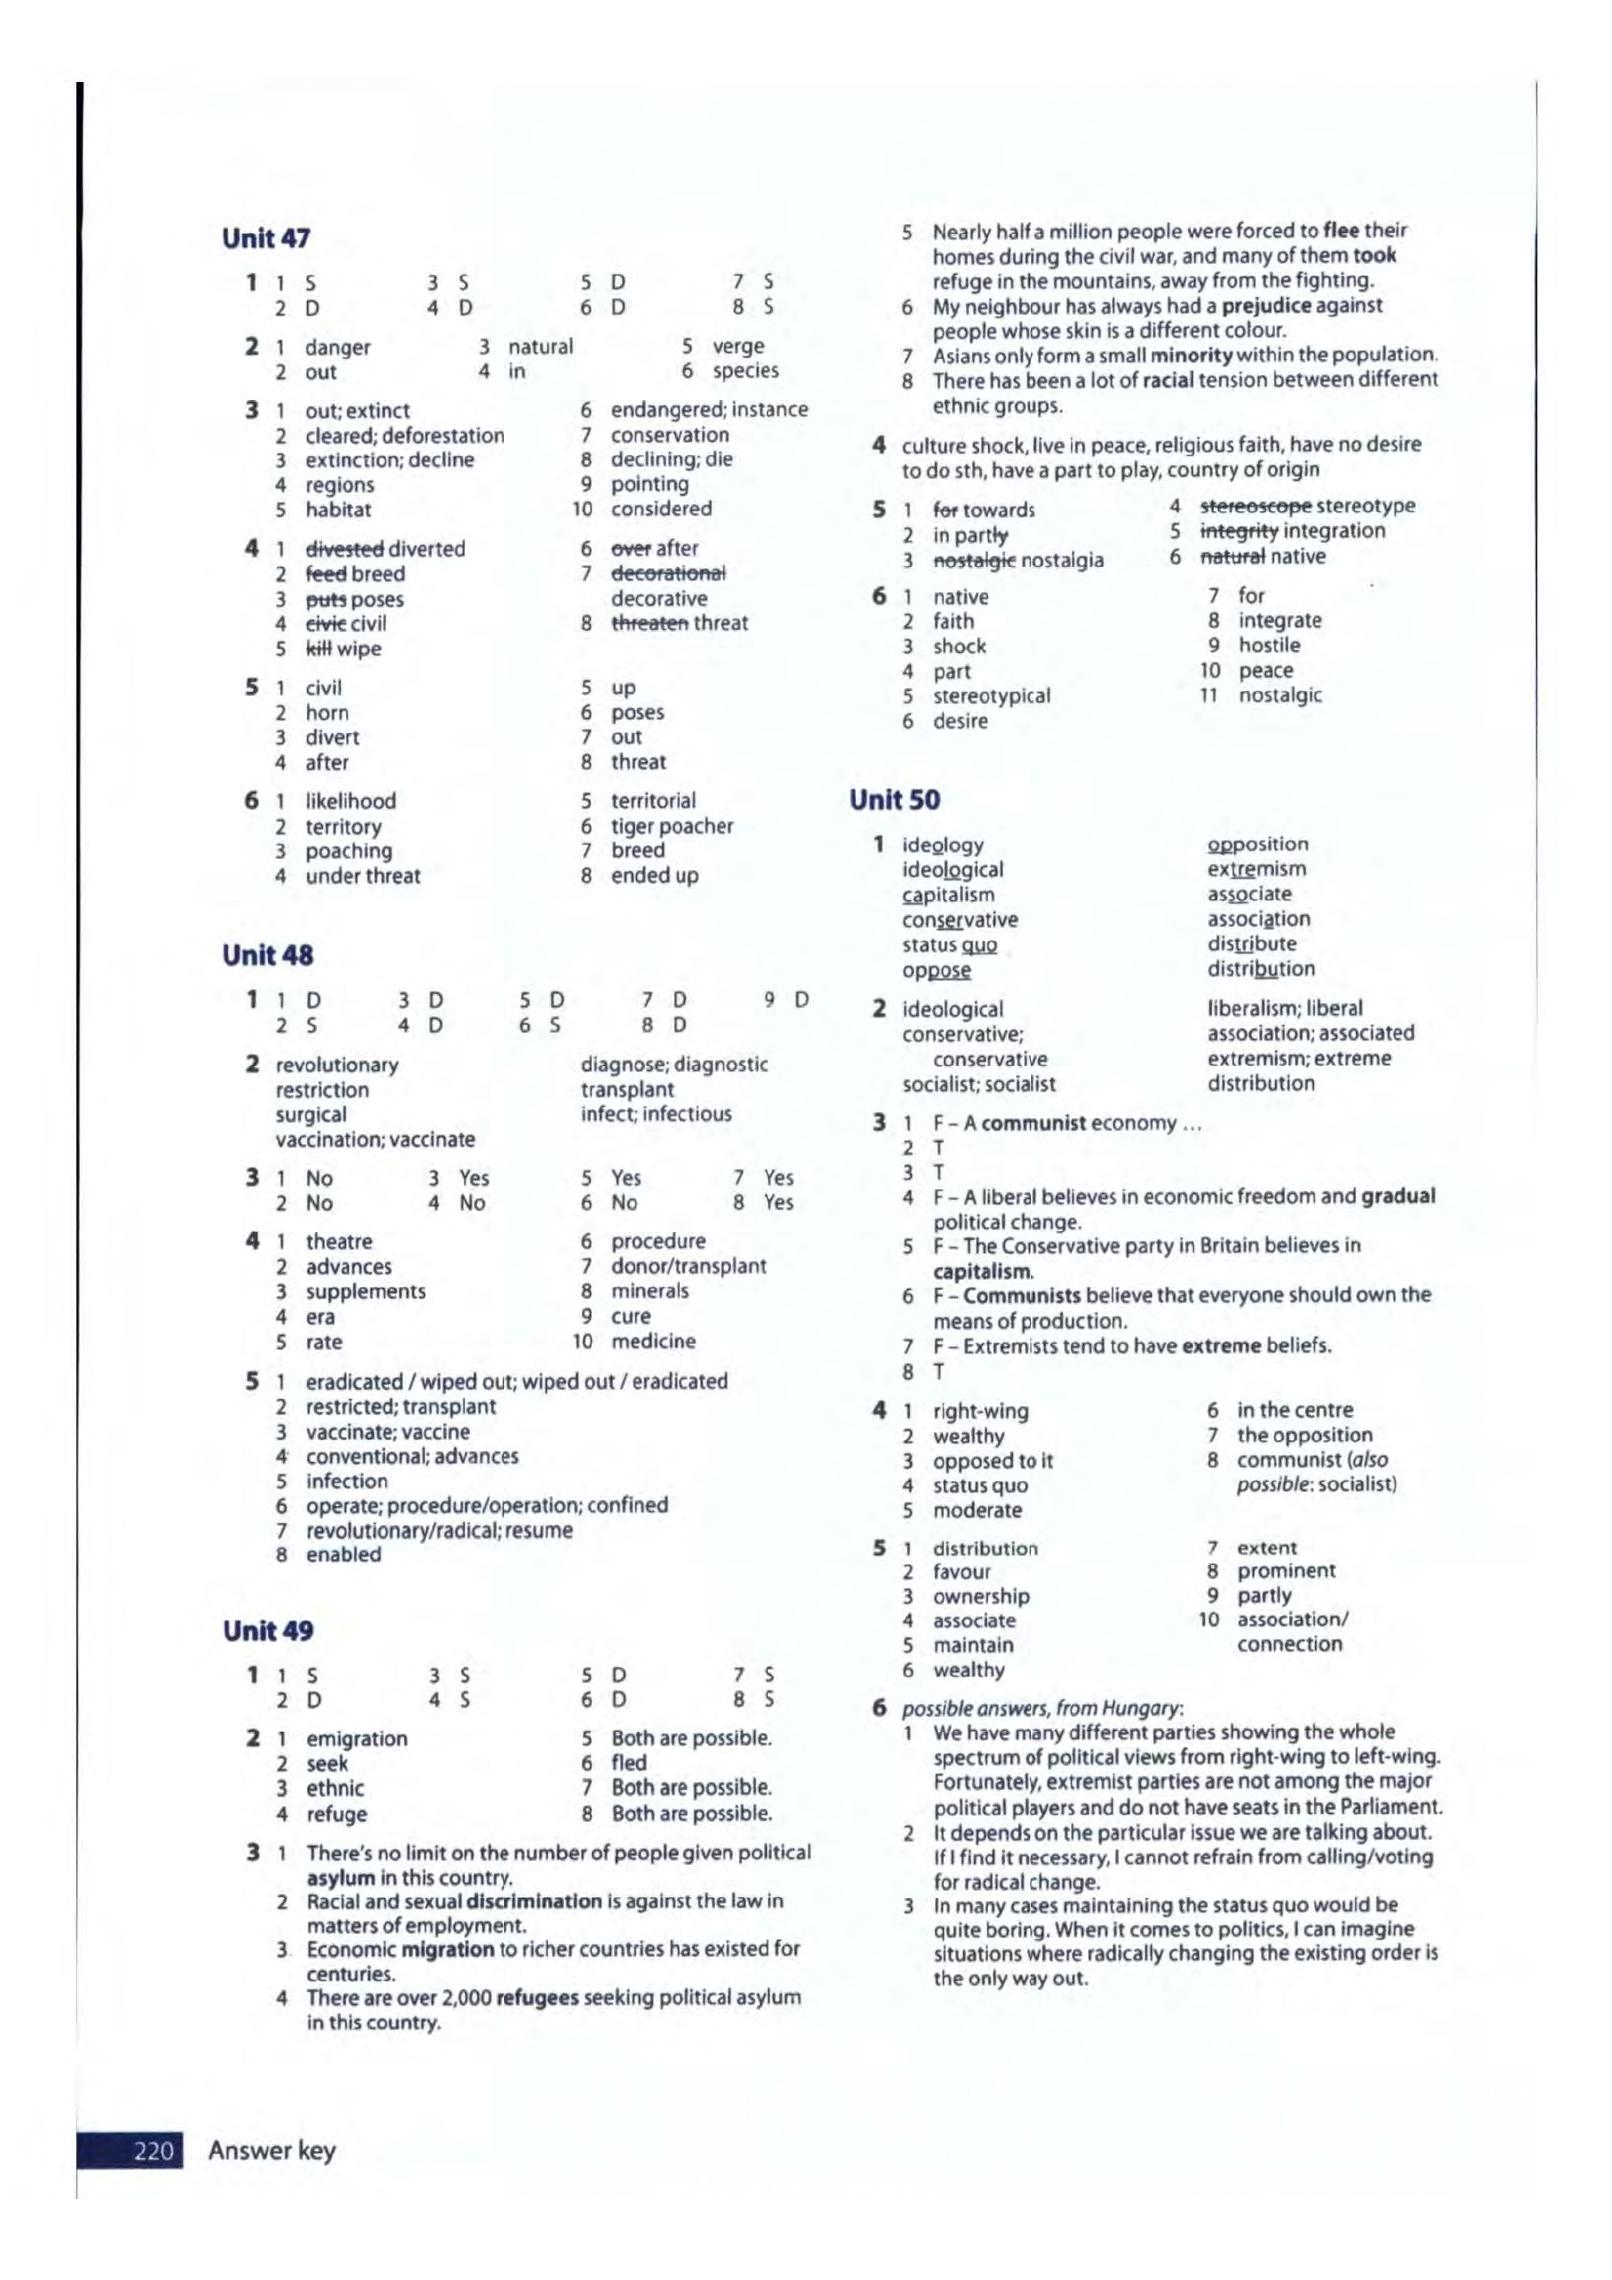 Unit 47
1 1 S 3 S 5 D 7 S
2 D 4 D 6 D 8 S
2 1 danger 3 natural 5 verge
2 out 4 in 6 species
3 1 out; extinct 6 endangered; instance
2 cleared; deforestation 7 conservation
3 extinction; decline 8 declining; die
4 regions 9 pointing
5 habitat 10 considered
4 1 divested diverted 6 over after
2 feed breed 7 decorational
3 puts poses decorative
4 civic civil 8 threaten threat
5 kill wipe
5 1 civil 5 up
2 horn 6 poses
3 divert 7 out
4 after 8 threat
6 1 likelihood 5 territorial
2 territory 6 tiger poacher
3 poaching 7 breed
4 under threat 8 ended up
Unit 48
1 1 D 3 D 5 D 7 D 9 D
2 S 4 D 6 S 8 D
2 revolutionary diagnose; diagnostic
restriction transplant
surgical infect; infectious
vaccination; vaccinate
3 1 No 3 Yes 5 Yes 7 Yes
2 No 4 No 6 No 8 Yes
4 1 theatre 6 procedure
2 advances 7 donor/transplant
3 supplements 8 minerals
4 era 9 cure
5 rate 10 medicine
5 1 eradicated / wiped out; wiped out / eradicated
2 restricted; transplant
3 vaccinate; vaccine
4 conventional; advances
5 infection
6 operate; procedure/operation; confined
7 revolutionary/radical; resume
8 enabled
Unit 49
1 1 S 3 S 5 D 7 S
2 D 4 S 6 D 8 S
2 1 emigration 5 Both are possible.
2 seek 6 fled
3 ethnic 7 Both are possible.
4 refuge 8 Both are possible.
3 1 There's no limit on the number of people given political
asylum in this country.
2 Racial and sexual discrimination is against the law in
matters of employment.
3 Economic migration to richer countries has existed for
centuries.
4 There are over 2,000 refugees seeking political asylum
in this country.
5 Nearly half a million people were forced to flee their
homes during the civil war, and many of them took
refuge in the mountains, away from the fighting.
6 My neighbour has always had a prejudice against
people whose skin is a different colour.
7 Asians only form a small minority within the population.
8 There has been a lot of racial tension between different
ethnic groups.
4 culture shock, live in peace, religious faith, have no desire
to do sth, have a part to play, country of origin
5 1 for towards 4 stereoscope stereotype
2 in partly 5 integrity integration
3 nostalgic nostalgia 6 natural native
6 1 native 7 for
2 faith 8 integrate
3 shock 9 hostile
4 part 10 peace
5 stereotypical 11 nostalgic
6 desire
Unit 50
1 ideology opposition
ideological extremism
capitalism associate
conservative association
status quo distribute
oppose distribution
2 ideological liberalism; liberal
conservative; association; associated
conservative extremism; extreme
socialist; socialist distribution
3 1 F – A communist economy ...
2 T
3 T
4 F – A liberal believes in economic freedom and gradual
political change.
5 F – The Conservative party in Britain believes in
capitalism.
6 F – Communists believe that everyone should own the
means of production.
7 F – Extremists tend to have extreme beliefs.
8 T
4 1 right-wing 6 in the centre
2 wealthy 7 the opposition
3 opposed to it 8 communist (also
4 status quo possible: socialist)
5 moderate
5 1 distribution 7 extent
2 favour 8 prominent
3 ownership 9 partly
4 associate 10 association/
5 maintain connection
6 wealthy
6 possible answers, from Hungary:
1 We have many different parties showing the whole
spectrum of political views from right-wing to left-wing.
Fortunately, extremist parties are not among the major
political players and do not have seats in the Parliament.
2 It depends on the particular issue we are talking about.
If I find it necessary, I cannot refrain from calling/voting
for radical change.
3 In many cases maintaining the status quo would be
quite boring. When it comes to politics, I can imagine
situations where radically changing the existing order is
the only way out.
220 Answer key